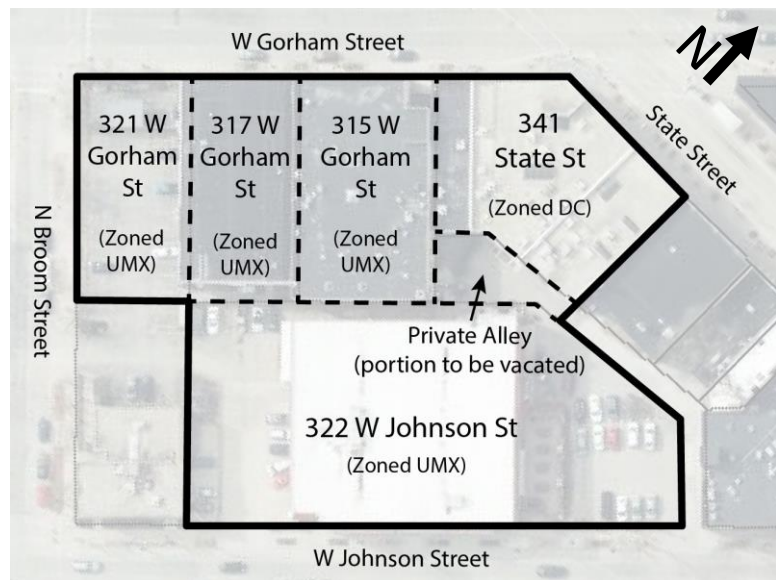 W Gorham Street
N
State Street
321 W
Gorham
St
(Zoned
UMX)
317 W
Gorham
St
(Zoned
UMX)
315 W
Gorham
St
(Zoned
UMX)
341
State St
(Zoned DC)
N Broom Street
Private Alley
(portion to be vacated)
322 W Johnson St
(Zoned UMX)
W Johnson Street